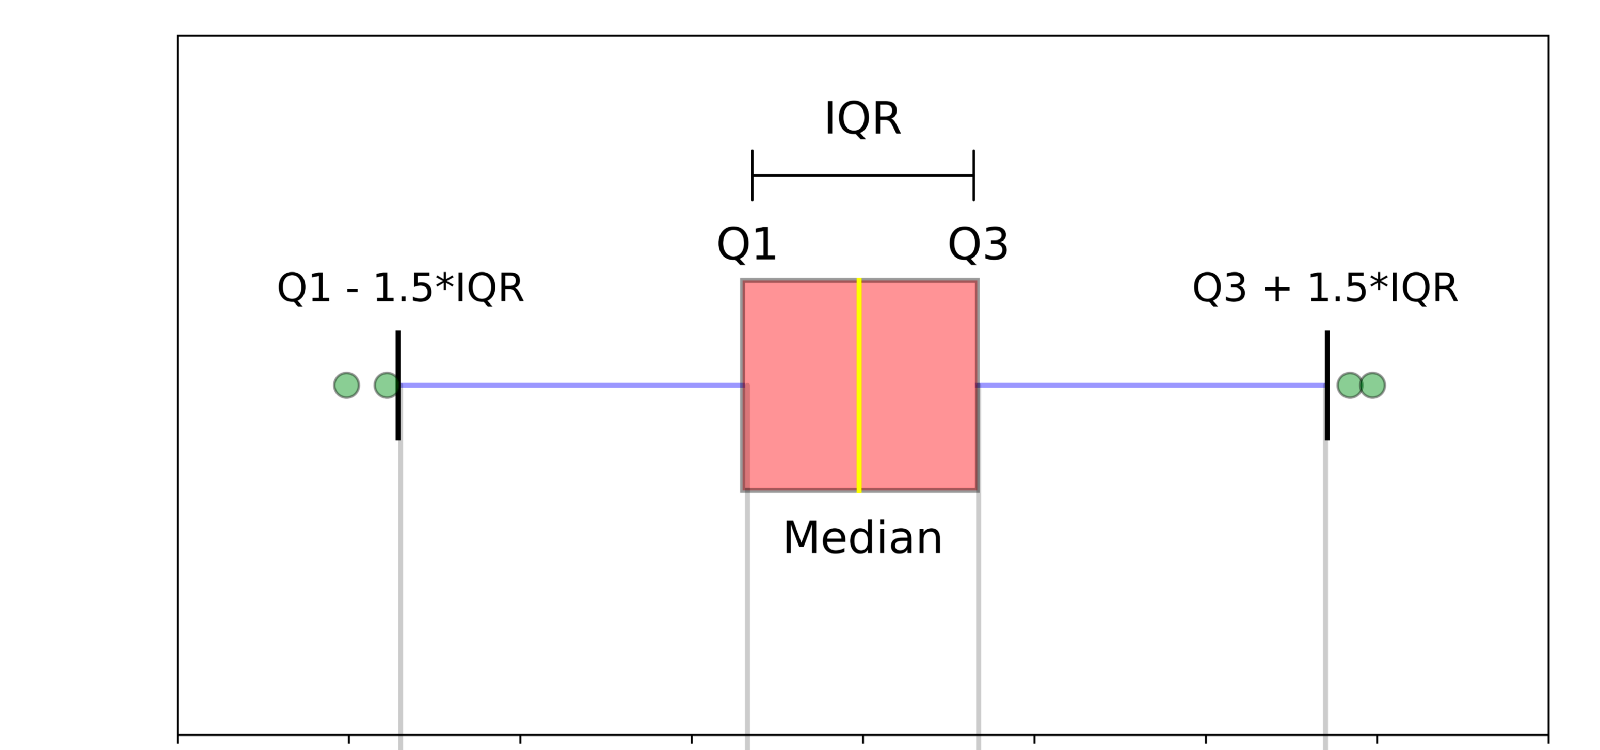 IQR
Q1
Q3
Q1 - 1.5*IQR
Q3 + 1.5*IQR
Median